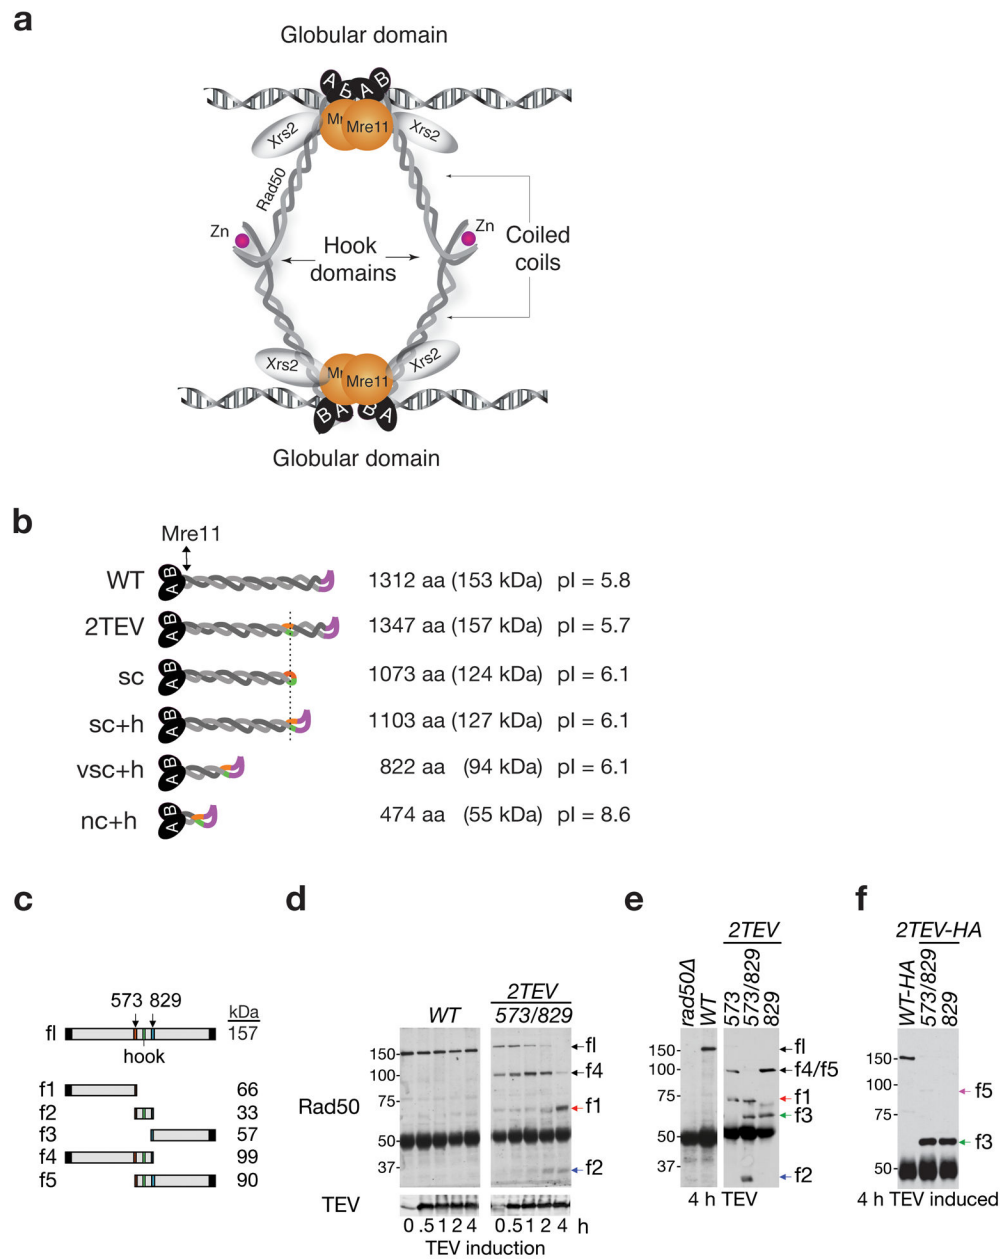 a
Globular domain
A
B
A
B
Mre11
Xrs2
Xrs2
Rad50
Zn
Zn
Hook
domains
Coiled
coils
Xrs2
Xrs2
Mre11
B
A
B
A
Globular domain
b
Mre11
WT
A B
1312 aa (153 kDa) pI = 5.8
2TEV
A B
1347 aa (157 kDa) pI = 5.7
sc
A B
1073 aa (124 kDa) pI = 6.1
sc+h
A B
1103 aa (127 kDa) pI = 6.1
vsc+h
A B
822 aa (94 kDa) pI = 6.1
nc+h
A B
474 aa (55 kDa) pI = 8.6
c
573 829
kDa
fl 157
hook
f1 66
f2 33
f3 57
f4 99
f5 90
d
2TEV
WT 573/829
150
100
75
50
37
fl
f4
f1
f2
Rad50
TEV
0 .5 1 2 4 0 .5 1 2 4 h
TEV induction
e
2TEV
rad50Δ
WT
573
573/829
829
150
100
75
50
37
25
fl
f4/f5
f1
f3
f2
4 h TEV
f
2TEV-HA
WT-HA
573/829
829
150
100
75
50
f5
f3
4 h TEV induced